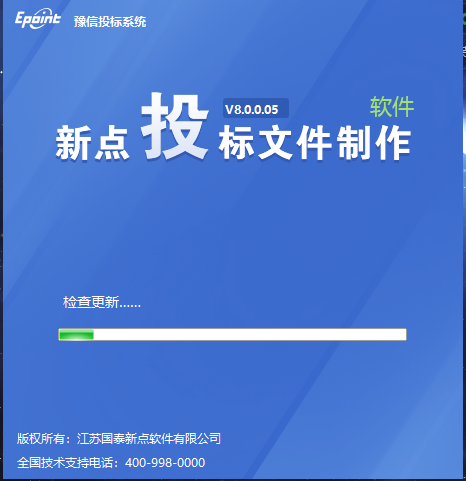 Epoint 豫信投标系统
V8.0.0.05 软件
新点投标文件制作
检查更新......
版权所有：江苏国泰新点软件有限公司
全国技术支持电话：400-998-0000